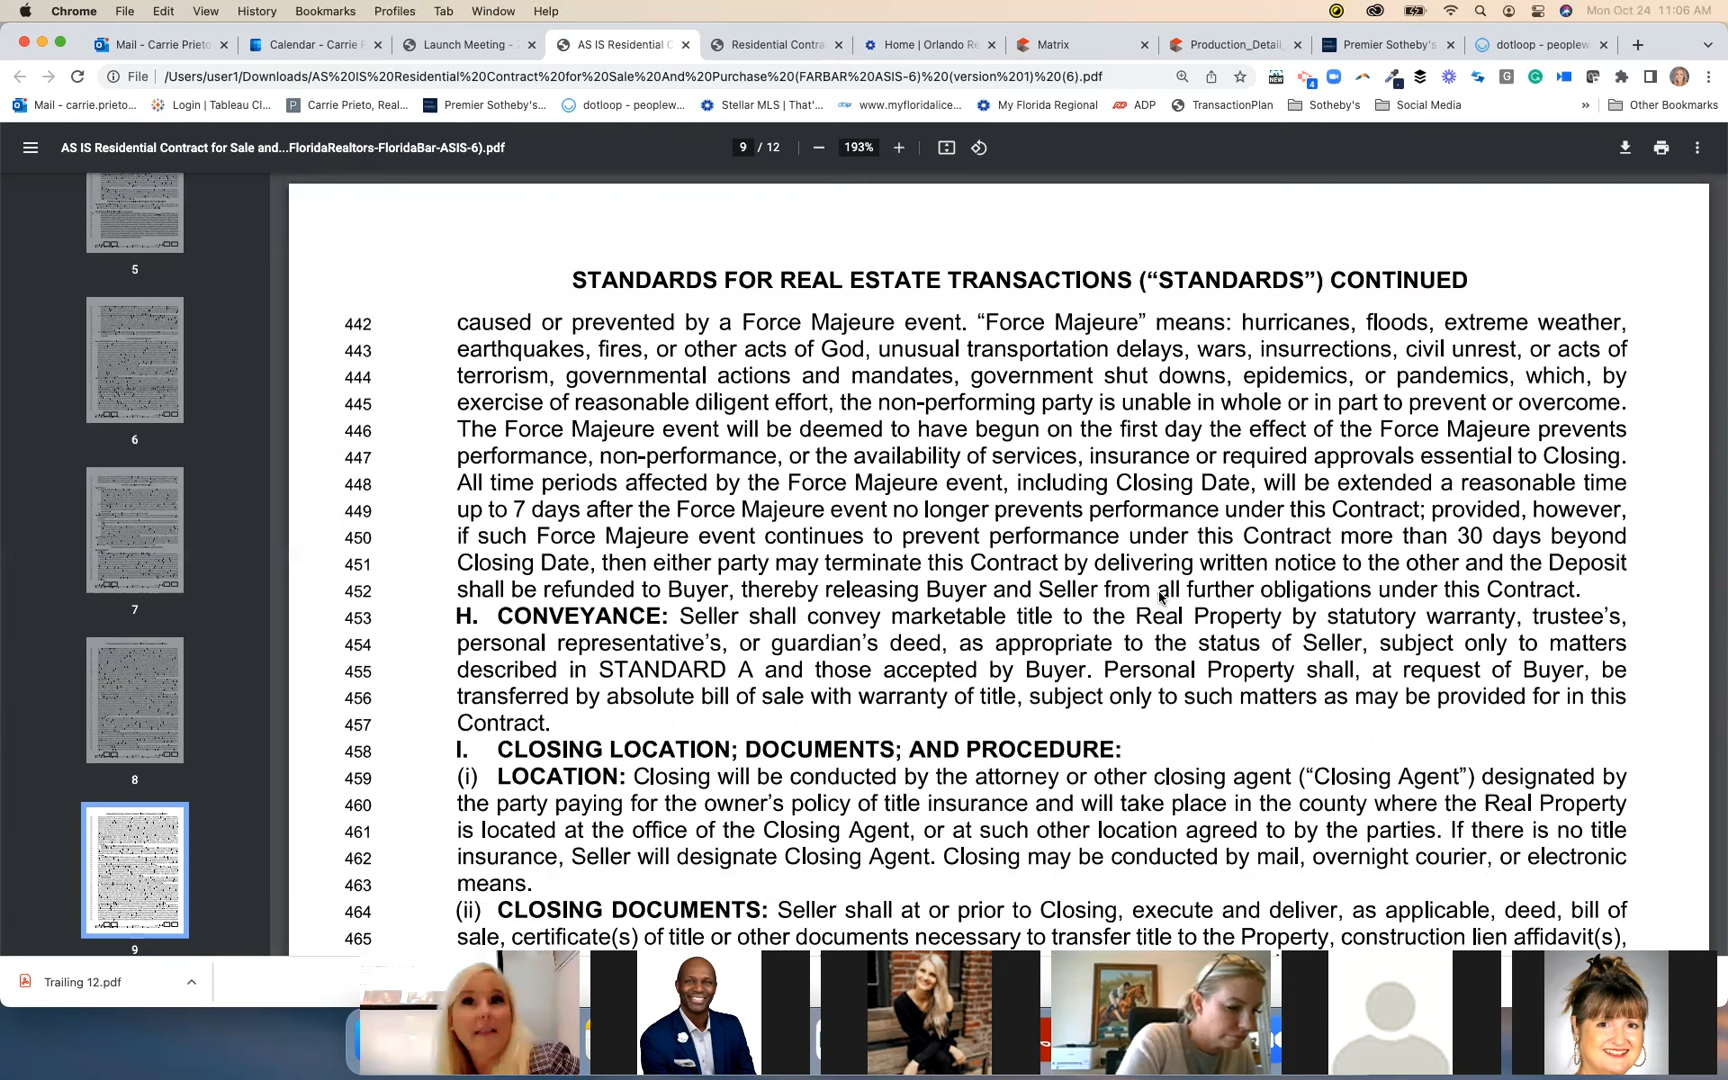 Chrome File Edit View History Bookmarks Profiles Tab Window Help Mon Oct 24 11:06 AM
Mail - Carrie Prieto Calendar - Carrie P Launch Meeting - Z AS IS Residential C Residential Contra Home | Orlando Re Matrix Production_Detail_ Premier Sotheby's dotloop - peoplew
File /Users/user1/Downloads/AS%20IS%20Residential%20Contract%20for%20Sale%20And%20Purchase%20(FARBAR%20ASIS-6)%20(version%201)%20(6).pdf
Mail - carrie.prieto... Login | Tableau Cl... Carrie Prieto, Real... Premier Sotheby's... dotloop - peoplew... Stellar MLS | That'... www.myfloridalice... My Florida Regional ADP TransactionPlan Sotheby's Social Media » Other Bookmarks
AS IS Residential Contract for Sale and...FloridaRealtors-FloridaBar-ASIS-6).pdf 9 / 12 193%
5
6
7
8
9
STANDARDS FOR REAL ESTATE TRANSACTIONS (“STANDARDS”) CONTINUED
442 caused or prevented by a Force Majeure event. “Force Majeure” means: hurricanes, floods, extreme weather,
443 earthquakes, fires, or other acts of God, unusual transportation delays, wars, insurrections, civil unrest, or acts of
444 terrorism, governmental actions and mandates, government shut downs, epidemics, or pandemics, which, by
445 exercise of reasonable diligent effort, the non-performing party is unable in whole or in part to prevent or overcome.
446 The Force Majeure event will be deemed to have begun on the first day the effect of the Force Majeure prevents
447 performance, non-performance, or the availability of services, insurance or required approvals essential to Closing.
448 All time periods affected by the Force Majeure event, including Closing Date, will be extended a reasonable time
449 up to 7 days after the Force Majeure event no longer prevents performance under this Contract; provided, however,
450 if such Force Majeure event continues to prevent performance under this Contract more than 30 days beyond
451 Closing Date, then either party may terminate this Contract by delivering written notice to the other and the Deposit
452 shall be refunded to Buyer, thereby releasing Buyer and Seller from all further obligations under this Contract.
453 H. CONVEYANCE: Seller shall convey marketable title to the Real Property by statutory warranty, trustee’s,
454 personal representative’s, or guardian’s deed, as appropriate to the status of Seller, subject only to matters
455 described in STANDARD A and those accepted by Buyer. Personal Property shall, at request of Buyer, be
456 transferred by absolute bill of sale with warranty of title, subject only to such matters as may be provided for in this
457 Contract.
458 I. CLOSING LOCATION; DOCUMENTS; AND PROCEDURE:
459 (i) LOCATION: Closing will be conducted by the attorney or other closing agent (“Closing Agent”) designated by
460 the party paying for the owner’s policy of title insurance and will take place in the county where the Real Property
461 is located at the office of the Closing Agent, or at such other location agreed to by the parties. If there is no title
462 insurance, Seller will designate Closing Agent. Closing may be conducted by mail, overnight courier, or electronic
463 means.
464 (ii) CLOSING DOCUMENTS: Seller shall at or prior to Closing, execute and deliver, as applicable, deed, bill of
465 sale, certificate(s) of title or other documents necessary to transfer title to the Property, construction lien affidavit(s),
Trailing 12.pdf